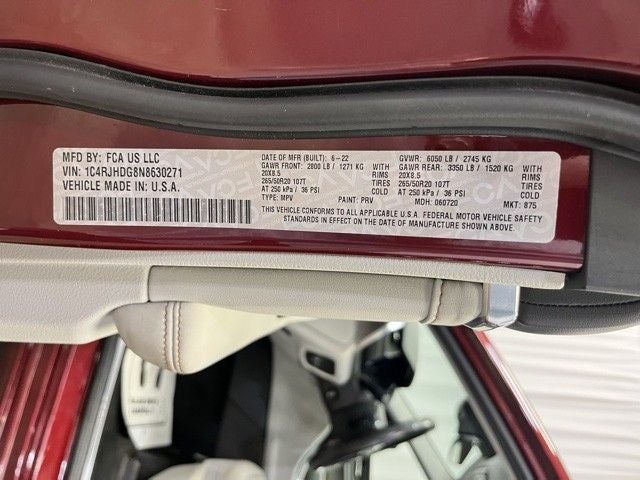 MFD BY: FCA US LLC
VIN: 1C4RJHDG8N8630271
VEHICLE MADE IN: U.S.A.
DATE OF MFR (BUILT): 6-22
GAWR FRONT: 2800 LB / 1271 KG
20X8.5 RIMS
265/50R20 107T TIRES
AT 250 kPa / 36 PSI WITH
TYPE: MPV PAINT: PRV
GVWR: 6050 LB / 2745 KG
GAWR REAR: 3350 LB / 1520 KG
20X8.5 RIMS
265/50R20 107T TIRES
AT 250 kPa / 36 PSI WITH
MDH: 060720
MKT: 875
THIS VEHICLE CONFORMS TO ALL APPLICABLE U.S.A. FEDERAL MOTOR VEHICLE SAFETY
STANDARDS IN EFFECT ON THE DATE OF MANUFACTURE SHOWN ABOVE.